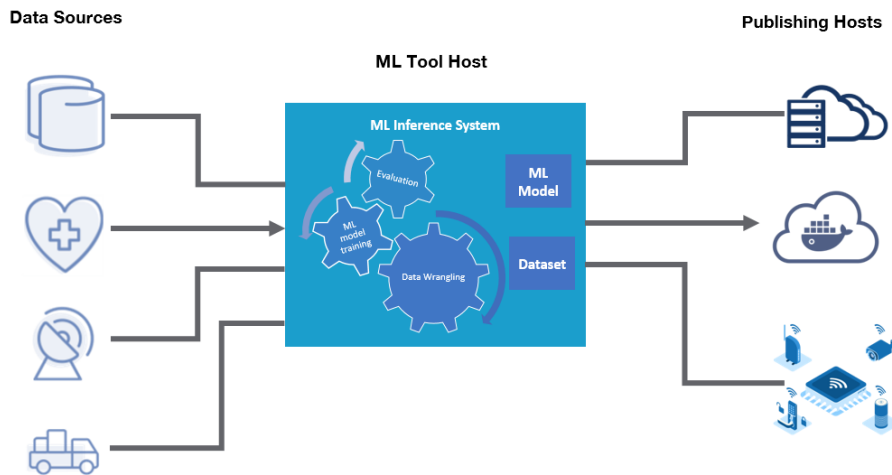 Data Sources
Publishing Hosts
ML Tool Host
ML Inference System
Evaluation
ML
Model
ML
model
training
Data Wrangling
Dataset